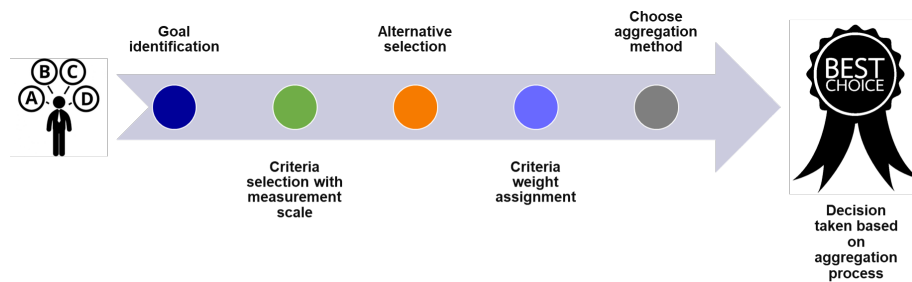 B C
A D
Goal
identification
Criteria
selection with
measurement
scale
Alternative
selection
Criteria
weight
assignment
Choose
aggregation
method
BEST
CHOICE
Decision
taken based
on
aggregation
process